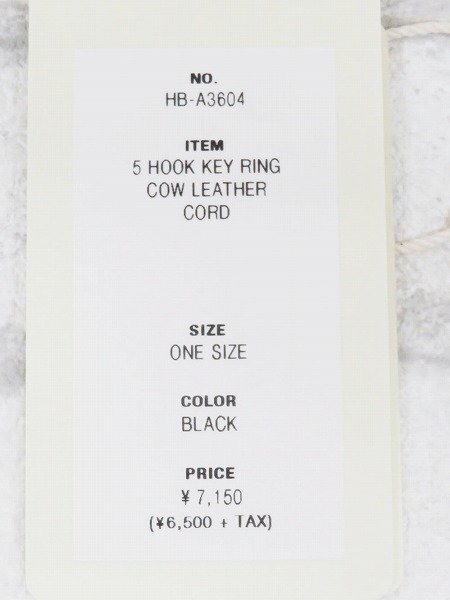 NO.
HB-A3604
ITEM
5 HOOK KEY RING
COW LEATHER
CORD
SIZE
ONE SIZE
COLOR
BLACK
PRICE
¥ 7,150
(¥6,500 + TAX)